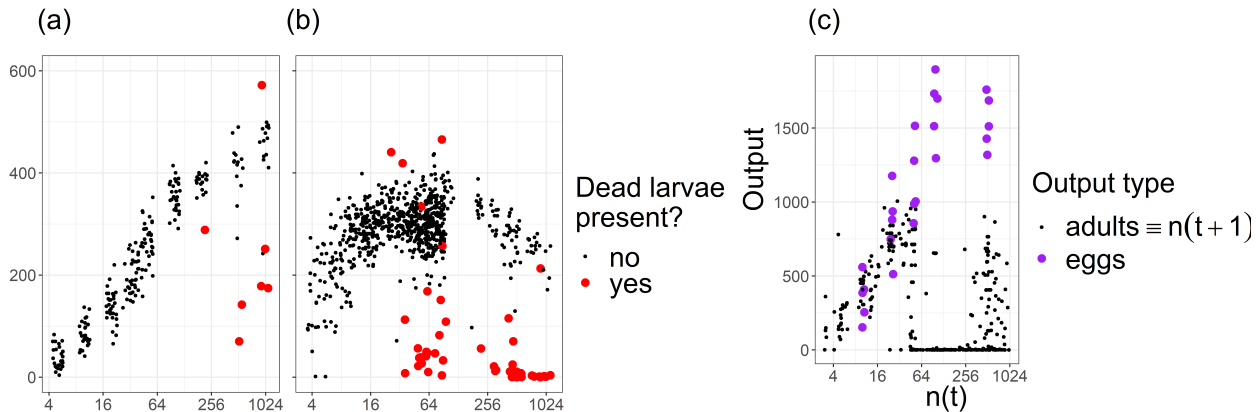 (a)
(b)
(c)
600
400
200
0
4 16 64 256 1024
4 16 64 256 1024
Dead larvae
present?
no
yes
Output
1500
1000
500
0
4 16 64 256 1024
n(t)
Output type
adults ≡ n(t + 1)
eggs